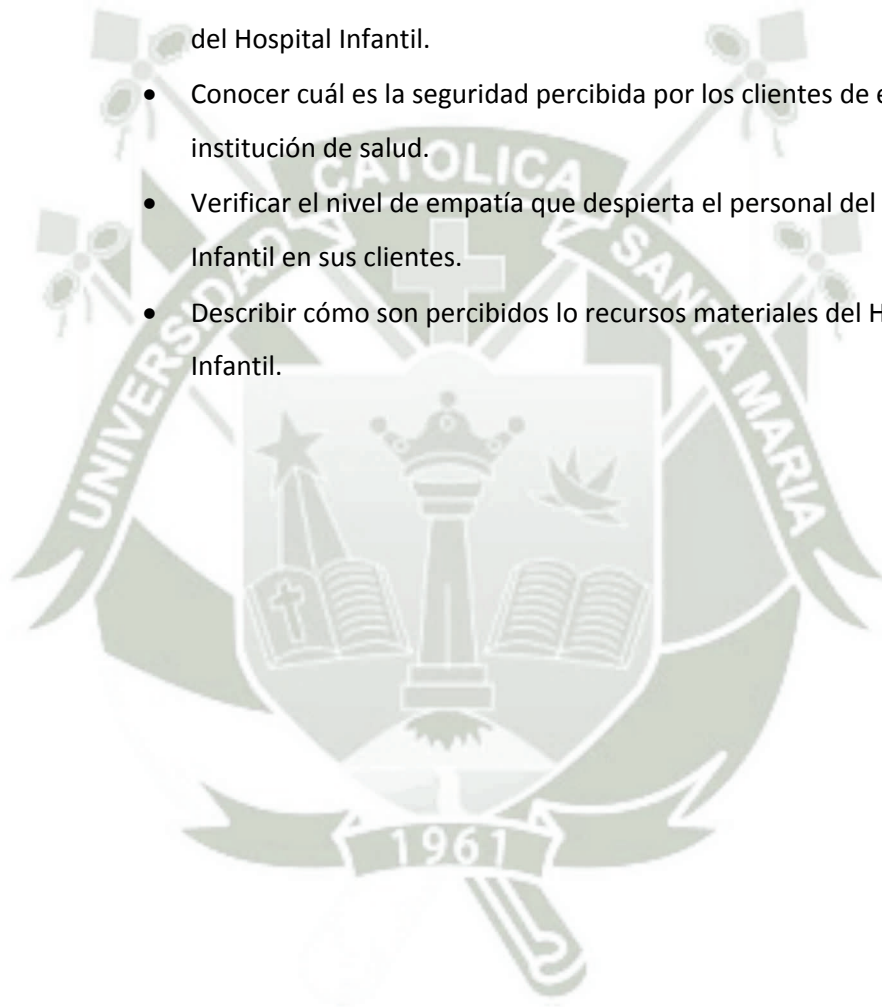 del Hospital Infantil.
• Conocer cuál es la seguridad percibida por los clientes de e
institución de salud.
• Verificar el nivel de empatía que despierta el personal del
Infantil en sus clientes.
• Describir cómo son percibidos lo recursos materiales del H
Infantil.
UNIVERSIDAD CATOLICA SANTA MARIA
1961